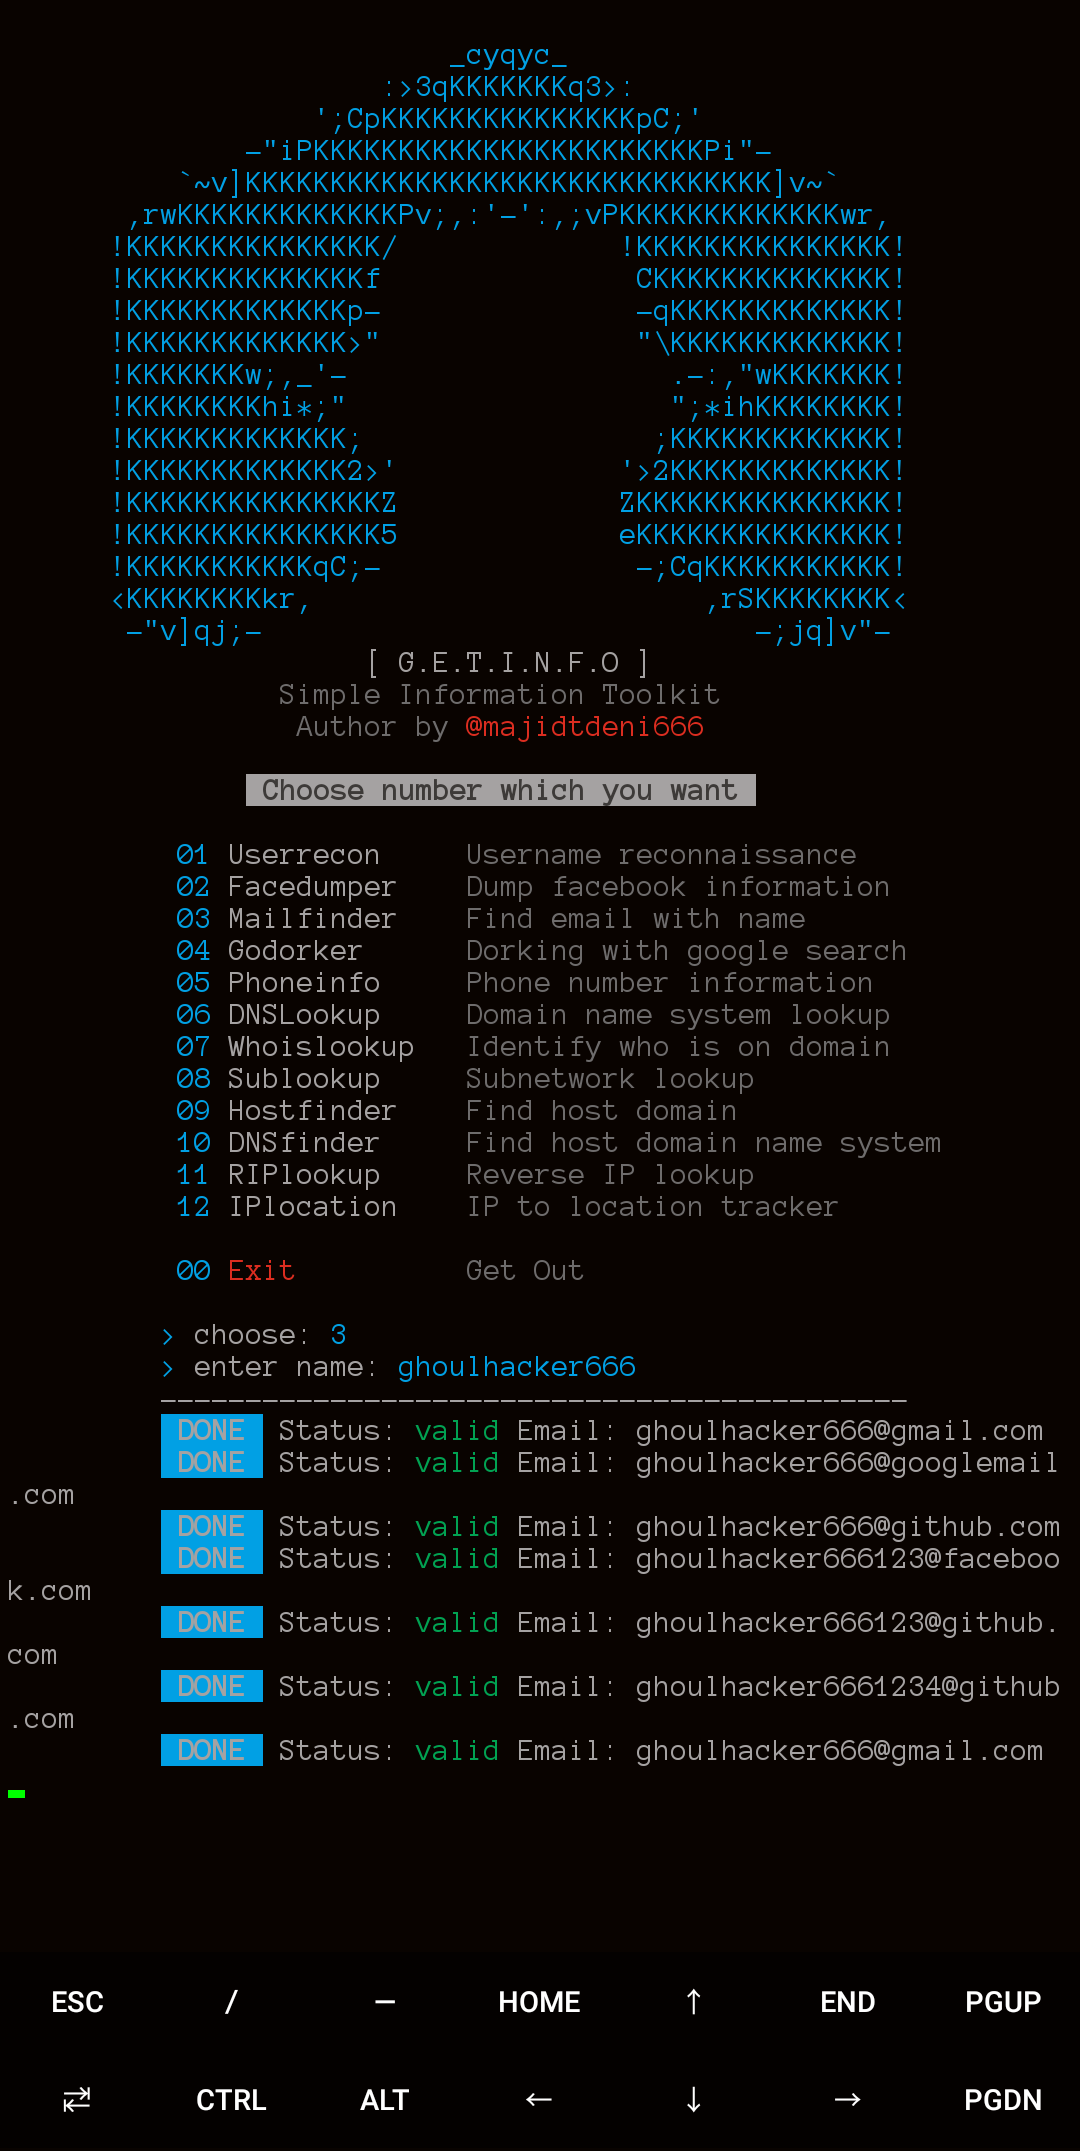 _cyqyc_
:>3qKKKKKKKq3>:
';CpKKKKKKKKKKKKKKKpC;'
-"iPKKKKKKKKKKKKKKKKKKKKKKKPi"-
`~v]KKKKKKKKKKKKKKKKKKKKKKKKKKKKKKK]v~`
,rwKKKKKKKKKKKKKPv;,:'-':,;vPKKKKKKKKKKKKKwr,
!KKKKKKKKKKKKKKK/             !KKKKKKKKKKKKKKK!
!KKKKKKKKKKKKKKf               CKKKKKKKKKKKKKK!
!KKKKKKKKKKKKKp-               -qKKKKKKKKKKKKK!
!KKKKKKKKKKKKK>"               "\KKKKKKKKKKKKK!
!KKKKKKKw;,_'-                   .-:,"wKKKKKKK!
!KKKKKKKKhi*;"                   ";*ihKKKKKKKK!
!KKKKKKKKKKKKK;                 ;KKKKKKKKKKKKK!
!KKKKKKKKKKKKK2>'             '>2KKKKKKKKKKKKK!
!KKKKKKKKKKKKKKKZ             ZKKKKKKKKKKKKKKK!
!KKKKKKKKKKKKKKK5             eKKKKKKKKKKKKKKK!
!KKKKKKKKKKKqC;-               -;CqKKKKKKKKKKK!
<KKKKKKKKkr,                       ,rSKKKKKKKK<
-"v]qj;-                             -;jq]v"-
[ G.E.T.I.N.F.O ]
Simple Information Toolkit
Author by @majidtdeni666
Choose number which you want
01 Userrecon     Username reconnaissance
02 Facedumper    Dump facebook information
03 Mailfinder    Find email with name
04 Godorker      Dorking with google search
05 Phoneinfo     Phone number information
06 DNSLookup     Domain name system lookup
07 Whoislookup   Identify who is on domain
08 Sublookup     Subnetwork lookup
09 Hostfinder    Find host domain
10 DNSfinder     Find host domain name system
11 RIPlookup     Reverse IP lookup
12 IPlocation    IP to location tracker
00 Exit          Get Out
> choose: 3
> enter name: ghoulhacker666
____________________________________________
DONE  Status: valid Email: ghoulhacker666@gmail.com
DONE  Status: valid Email: ghoulhacker666@googlemail
.com
DONE  Status: valid Email: ghoulhacker666@github.com
DONE  Status: valid Email: ghoulhacker666123@faceboo
k.com
DONE  Status: valid Email: ghoulhacker666123@github.
com
DONE  Status: valid Email: ghoulhacker6661234@github
.com
DONE  Status: valid Email: ghoulhacker666@gmail.com
ESC / — HOME ↑ END PGUP
⇄ CTRL ALT ← ↓ → PGDN